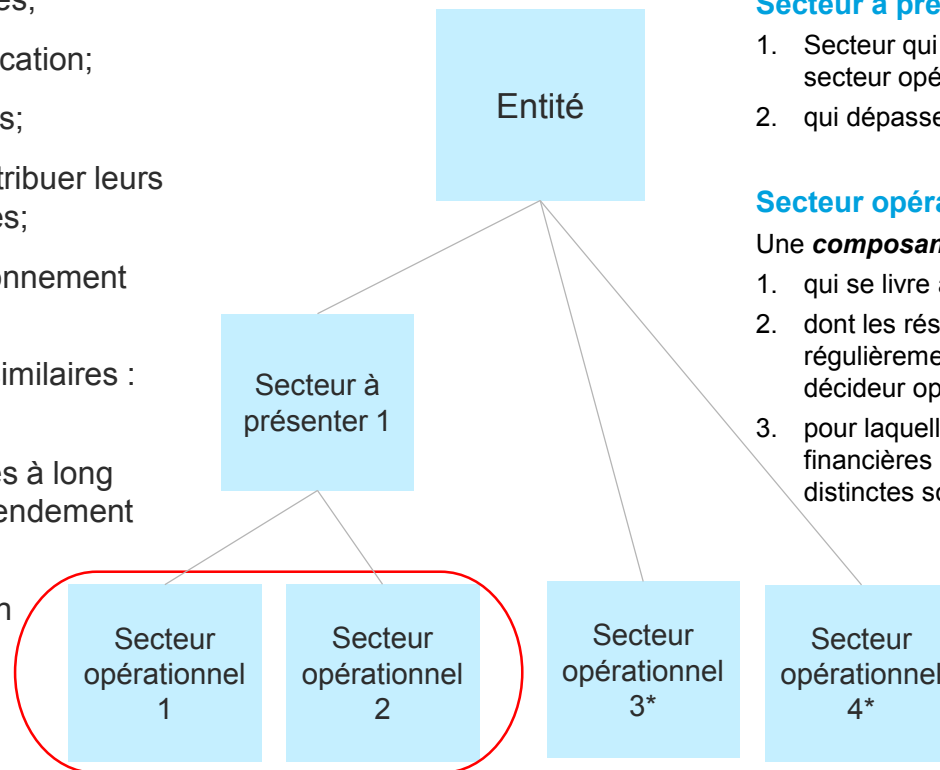 cation;
s;
tribuer leurs
es;
onnement
imilaires :
es à long
endement
n
Entité
Secteur à
présenter 1
Secteur
opérationnel
1
Secteur
opérationnel
2
Secteur
opérationnel
3*
Secteur
opérationnel
4*
Secteur à pré
1. Secteur qui
secteur opé
2. qui dépasse
Secteur opéra
Une composan
1. qui se livre
2. dont les rés
régulièreme
décideur op
3. pour laquell
financières
distinctes so